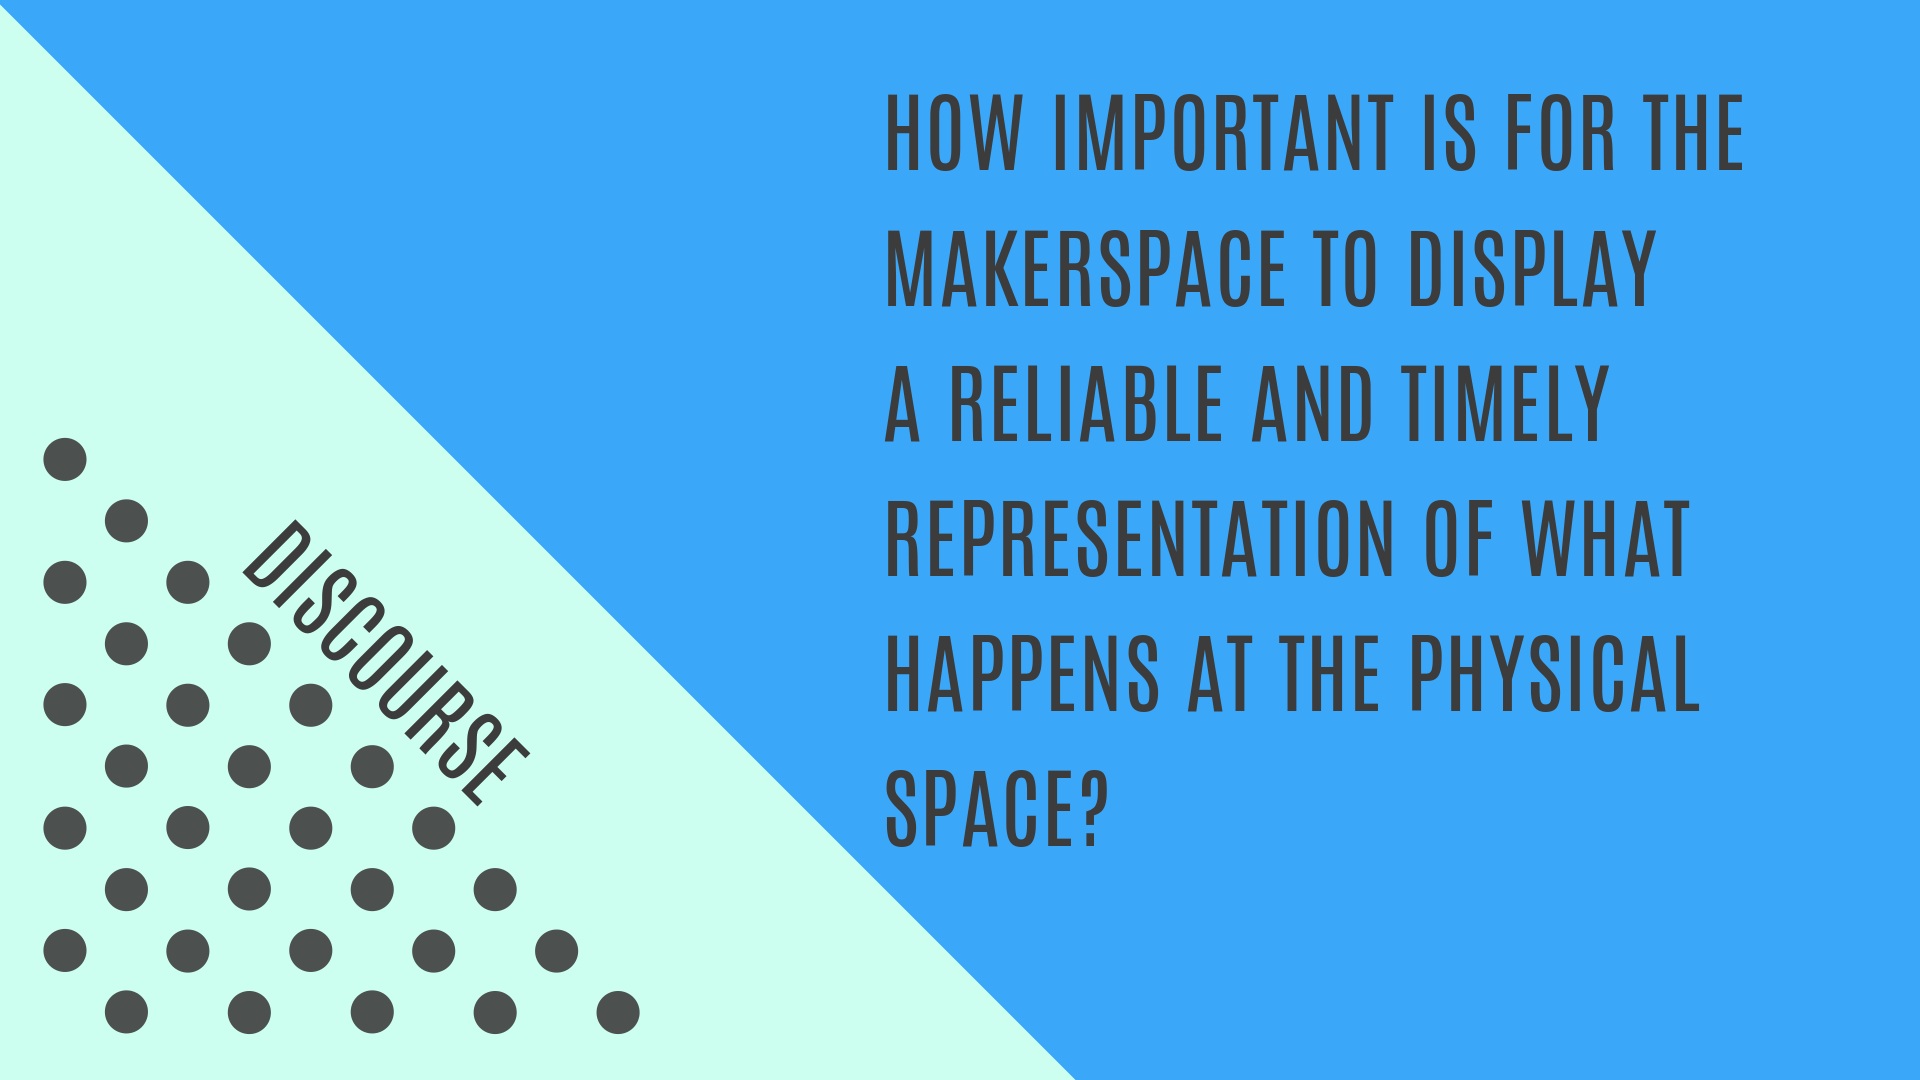 DISCOURSE
HOW IMPORTANT IS FOR THE
MAKERSPACE TO DISPLAY
A RELIABLE AND TIMELY
REPRESENTATION OF WHAT
HAPPENS AT THE PHYSICAL
SPACE?